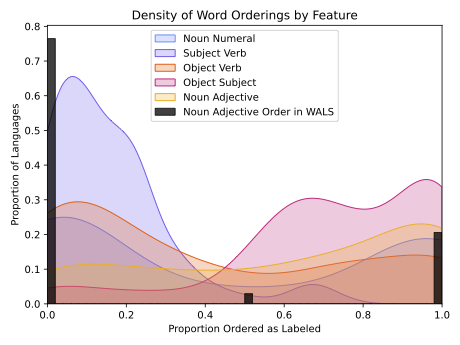 Density of Word Orderings by Feature
Noun Numeral
Subject Verb
Object Verb
Object Subject
Noun Adjective
Noun Adjective Order in WALS
Proportion of Languages
0.8
0.7
0.6
0.5
0.4
0.3
0.2
0.1
0.0
0.0 0.2 0.4 0.6 0.8 1.0
Proportion Ordered as Labeled